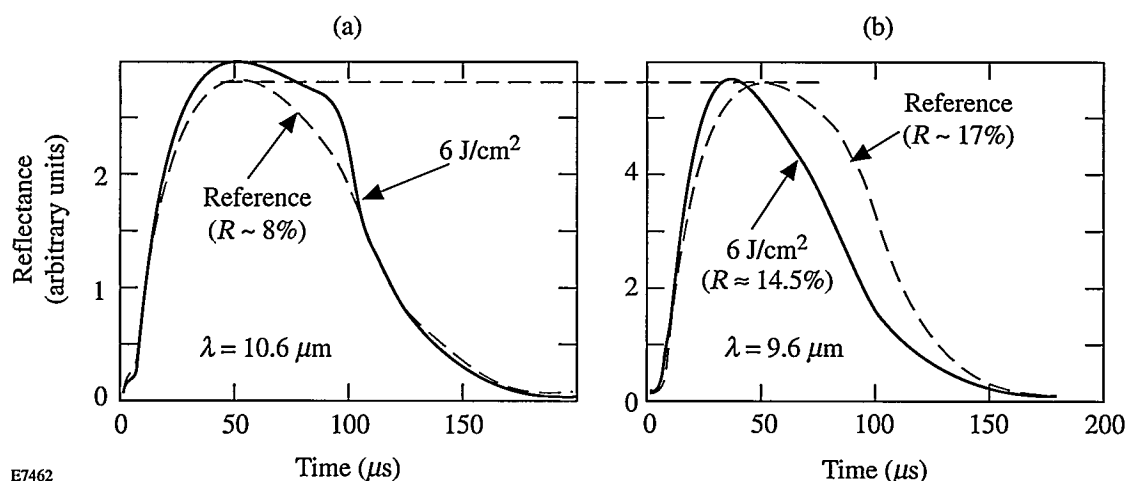 (a)
(b)
Reflectance
(arbitrary units)
2
1
0
Reference
(R ~ 8%)
6 J/cm²
λ = 10.6 μm
0
50
100
150
Time (μs)
4
2
0
Reference
(R ~ 17%)
6 J/cm²
(R ≈ 14.5%)
λ = 9.6 μm
0
50
100
150
200
Time (μs)
E7462